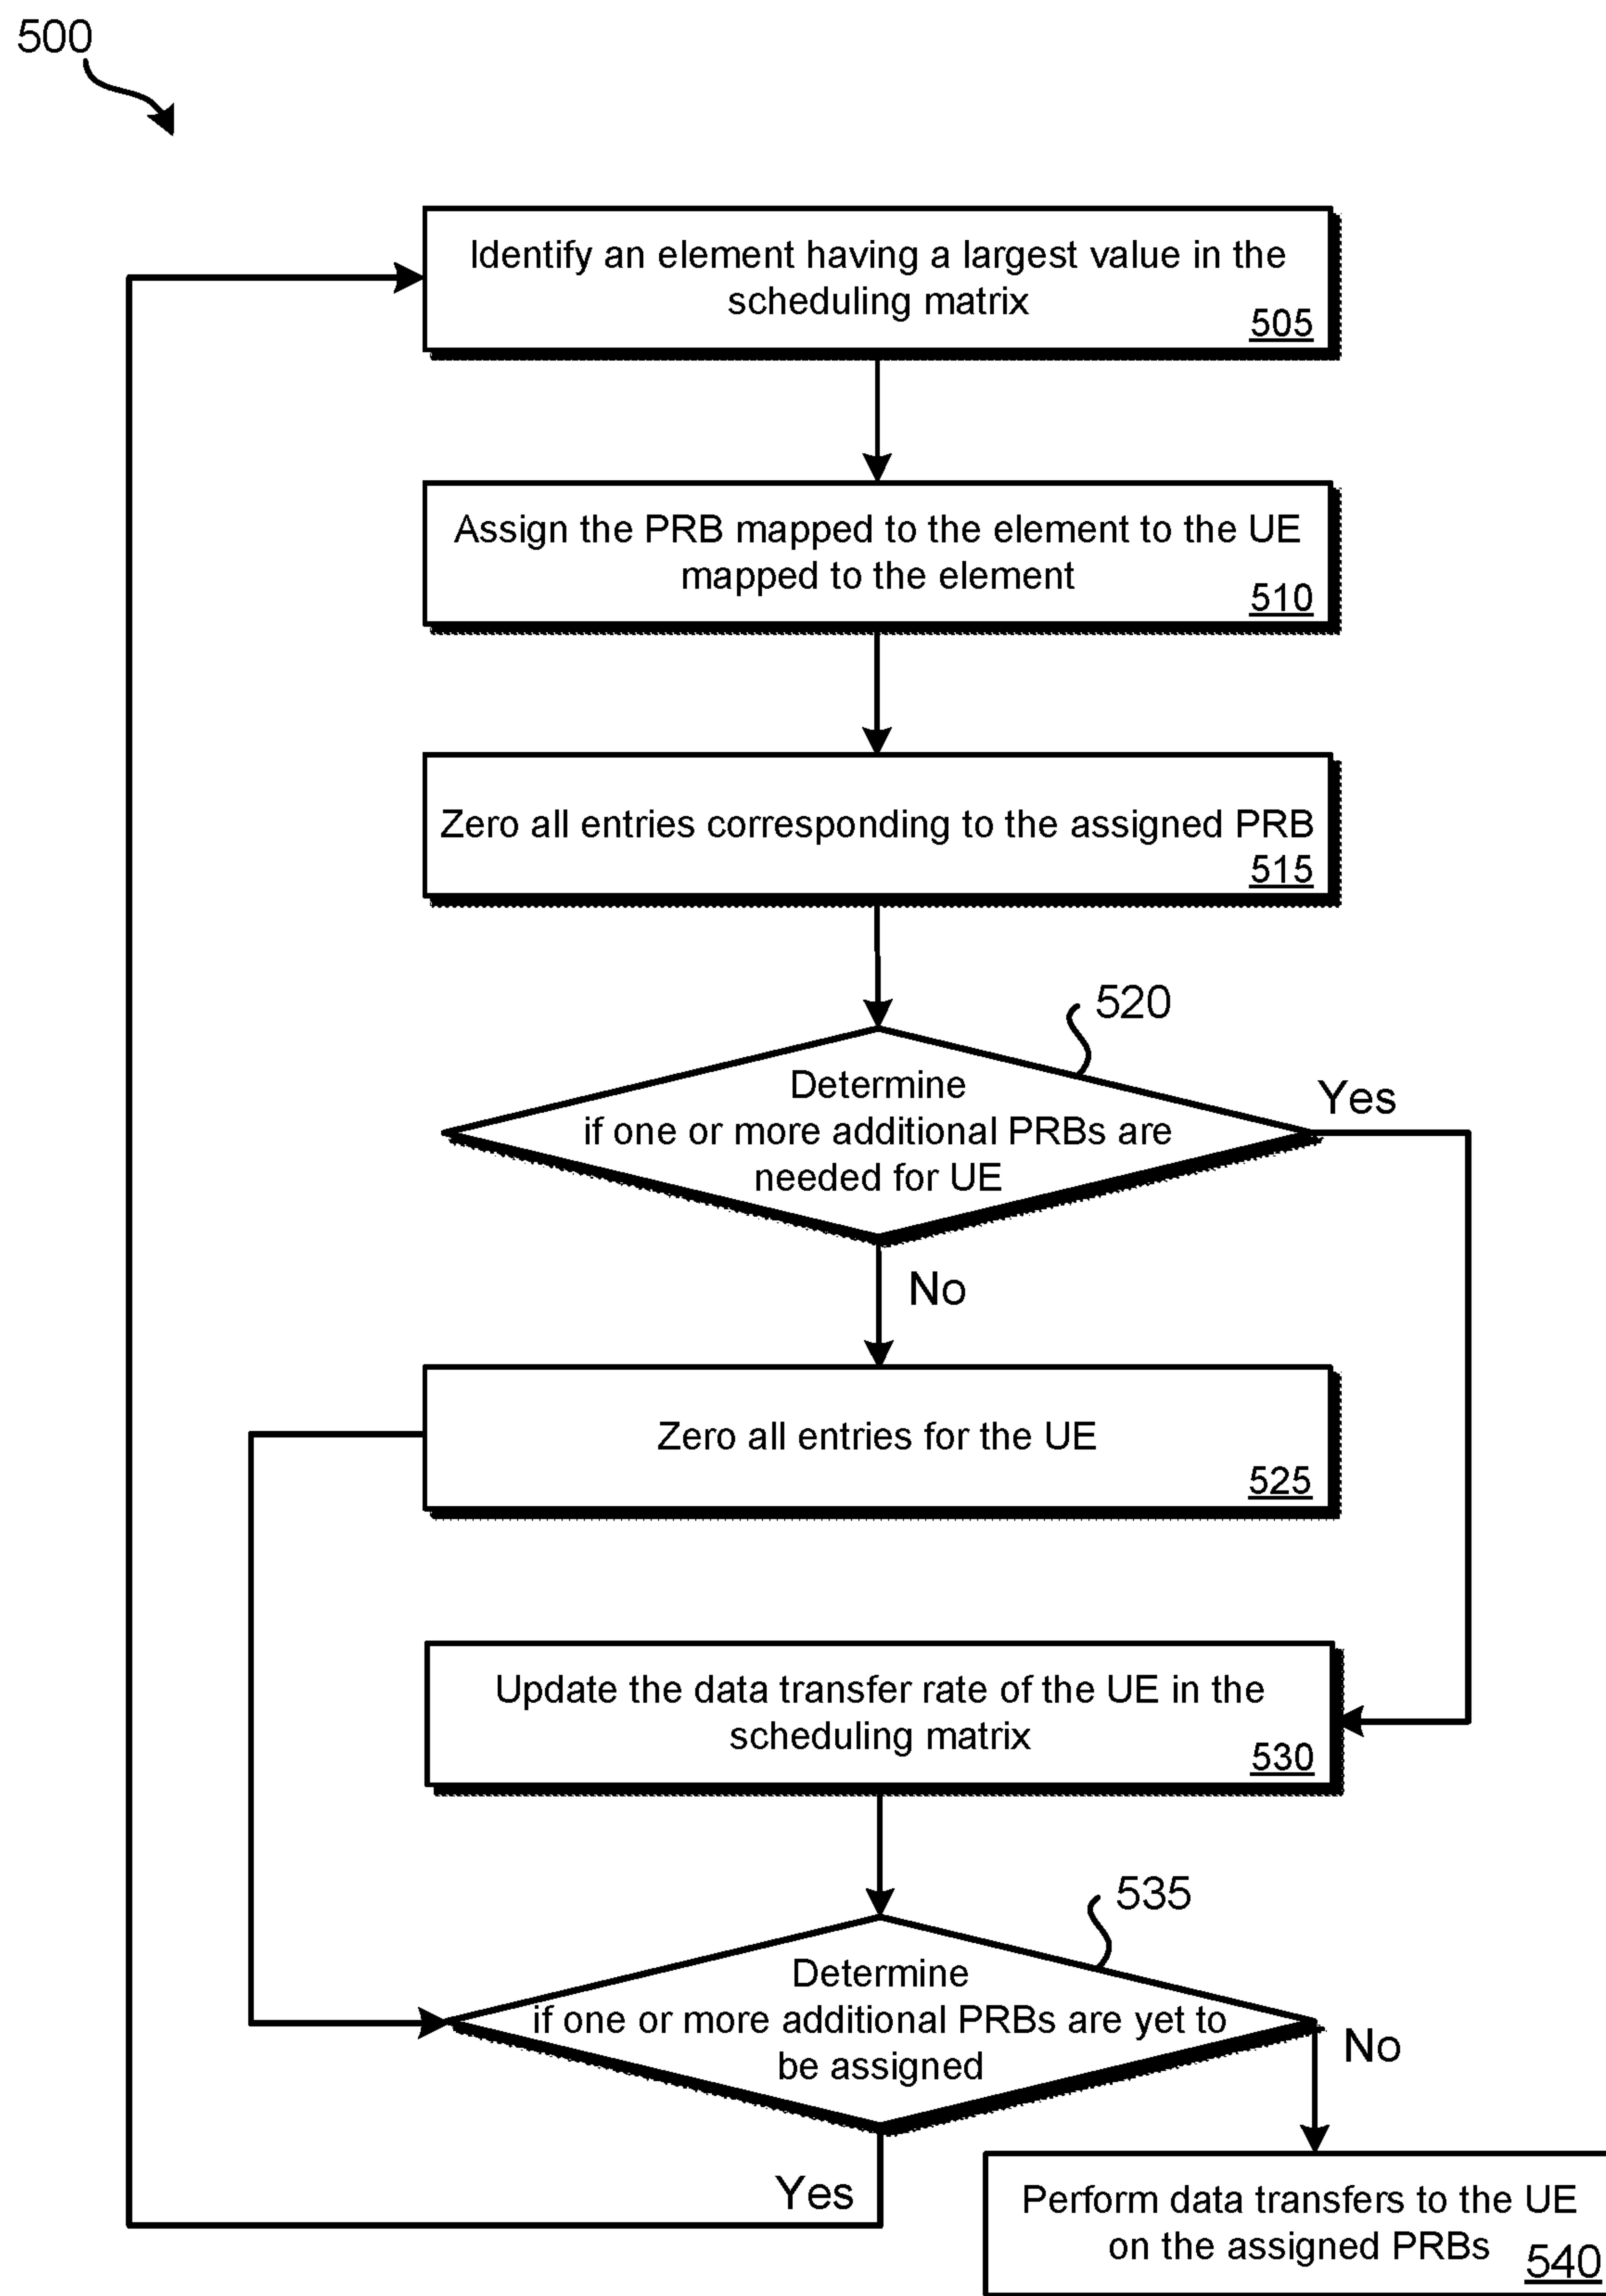 500
Identify an element having a largest value in the
scheduling matrix
505
Assign the PRB mapped to the element to the UE
mapped to the element
510
Zero all entries corresponding to the assigned PRB
515
520
Determine
if one or more additional PRBs are
needed for UE
Yes
No
Zero all entries for the UE
525
Update the data transfer rate of the UE in the
scheduling matrix
530
535
Determine
if one or more additional PRBs are yet to
be assigned
No
Yes
Perform data transfers to the UE
on the assigned PRBs
540